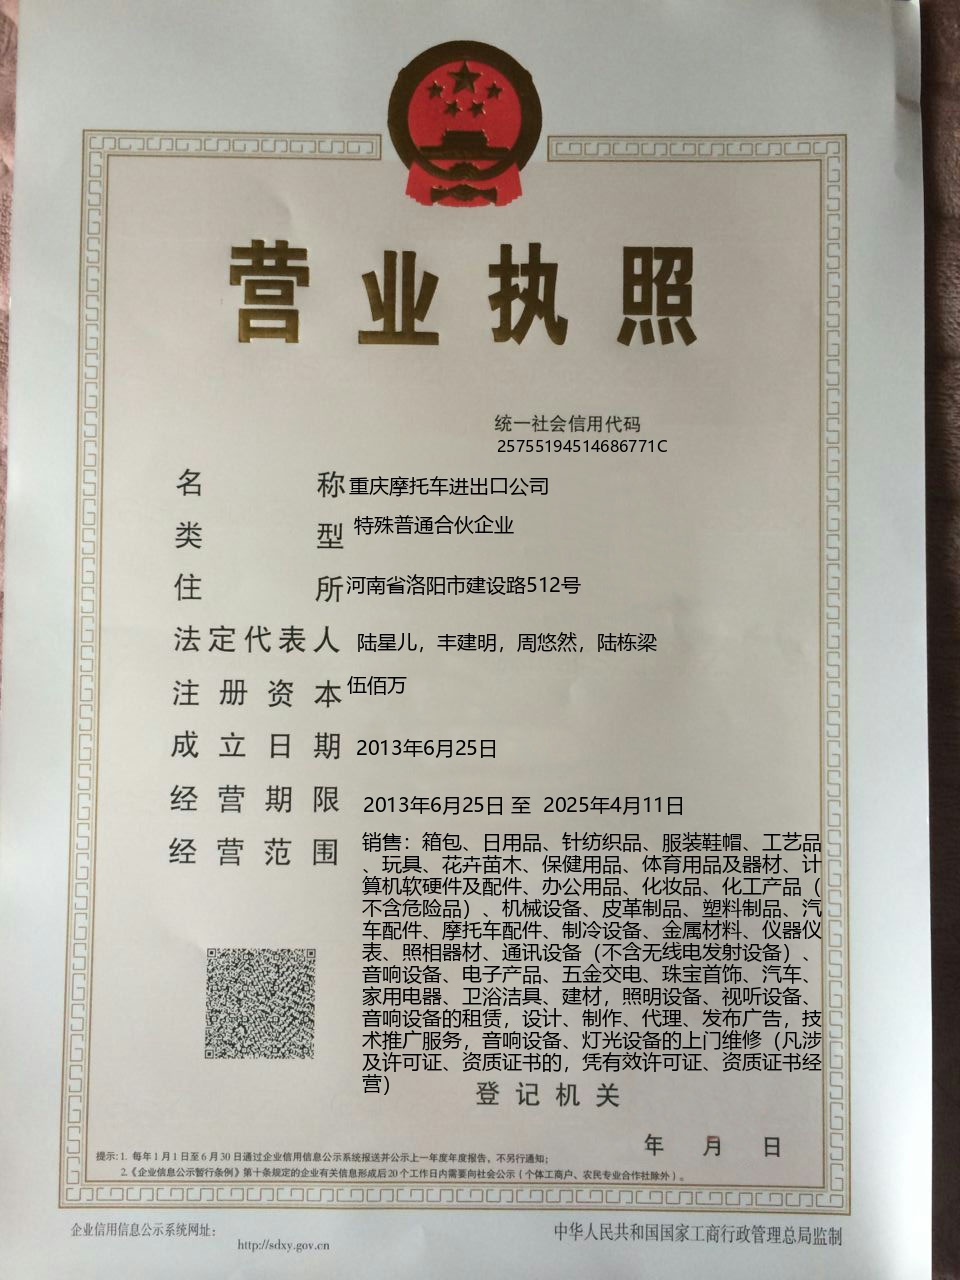 营业执照
统一社会信用代码
25755194514686771C
名称 重庆摩托车进出口公司
类型 特殊普通合伙企业
住所 河南省洛阳市建设路512号
法定代表人 陆星儿，丰建明，周悠然，陆栋梁
注册资本 伍佰万
成立日期 2013年6月25日
经营期限 2013年6月25日 至 2025年4月11日
经营范围 销售：箱包、日用品、针纺织品、服装鞋帽、工艺品
、玩具、花卉苗木、保健用品、体育用品及器材、计
算机软硬件及配件、办公用品、化妆品、化工产品（
不含危险品）、机械设备、皮革制品、塑料制品、汽
车配件、摩托车配件、制冷设备、金属材料、仪器仪
表、照相器材、通讯设备（不含无线电发射设备）、
音响设备、电子产品、五金交电、珠宝首饰、汽车、
家用电器、卫浴洁具、建材，照明设备、视听设备、
音响设备的租赁，设计、制作、代理、发布广告，技
术推广服务，音响设备、灯光设备的上门维修（凡涉
及许可证、资质证书的，凭有效许可证、资质证书经
营）
登记机关
年 月 日
提示：1. 每年1月1日至6月30日通过企业信用信息公示系统报送并公示上一年度年度报告，不另行通知；
2.《企业信息公示暂行条例》第十条规定的企业有关信息形成后20个工作日内需要向社会公示（个体工商户、农民专业合作社除外）。
企业信用信息公示系统网址：
http://sdxy.gov.cn
中华人民共和国国家工商行政管理总局监制